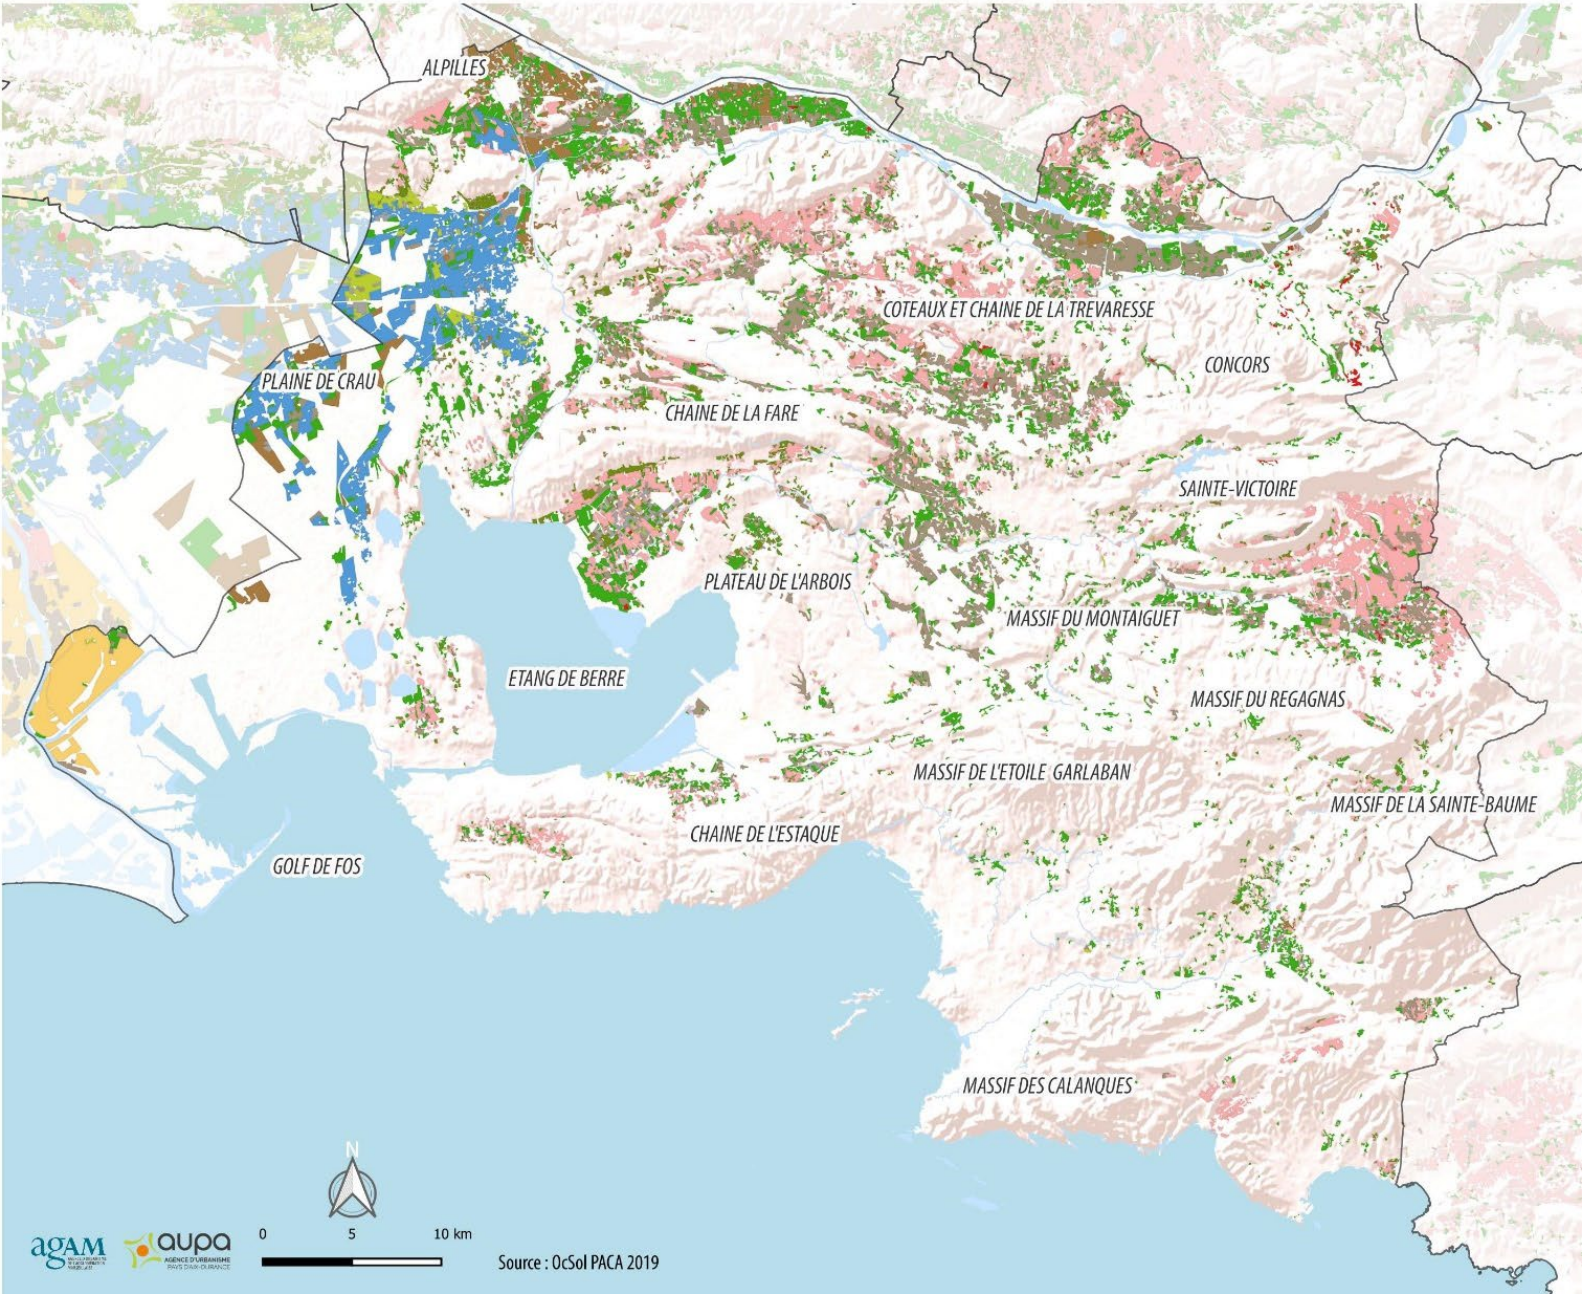 ALPILLES
COTEAUX ET CHAINE DE LA TREVARESSE
CONCORS
PLAINE DE CRAU
CHAINE DE LA FARE
SAINTE-VICTOIRE
PLATEAU DE L'ARBOIS
MASSIF DU MONTAIGUET
ETANG DE BERRE
MASSIF DU REGAGNAS
MASSIF DE L'ETOILE GARLABAN
MASSIF DE LA SAINTE-BAUME
CHAINE DE L'ESTAQUE
GOLF DE FOS
MASSIF DES CALANQUES
N
agAM
aupa
AGENCE D'URBANISME
PAYS D'AIX-DURANCE
0 5 10 km
Source : OcSol PACA 2019